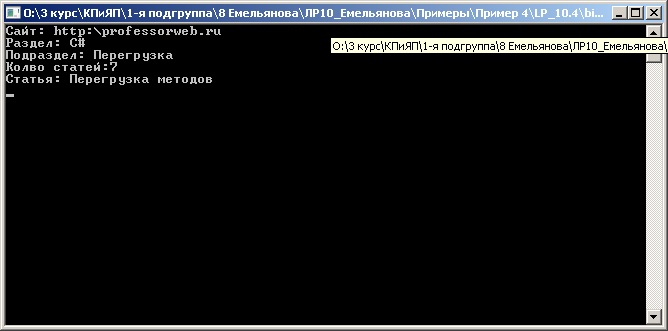 O:\3 курс\КПиЯП\1-я подгруппа\8 Емельянова\ЛР10_Емельянова\Примеры\Пример 4\LP_10.4\bi...
Сайт: http:\professorweb.ru
O:\3 курс\КПиЯП\1-я подгруппа\8 Емельянова\ЛР10_Емельянова\
Раздел: C#
Подраздел: Перегрузка
Колво статей:7
Статья: Перегрузка методов